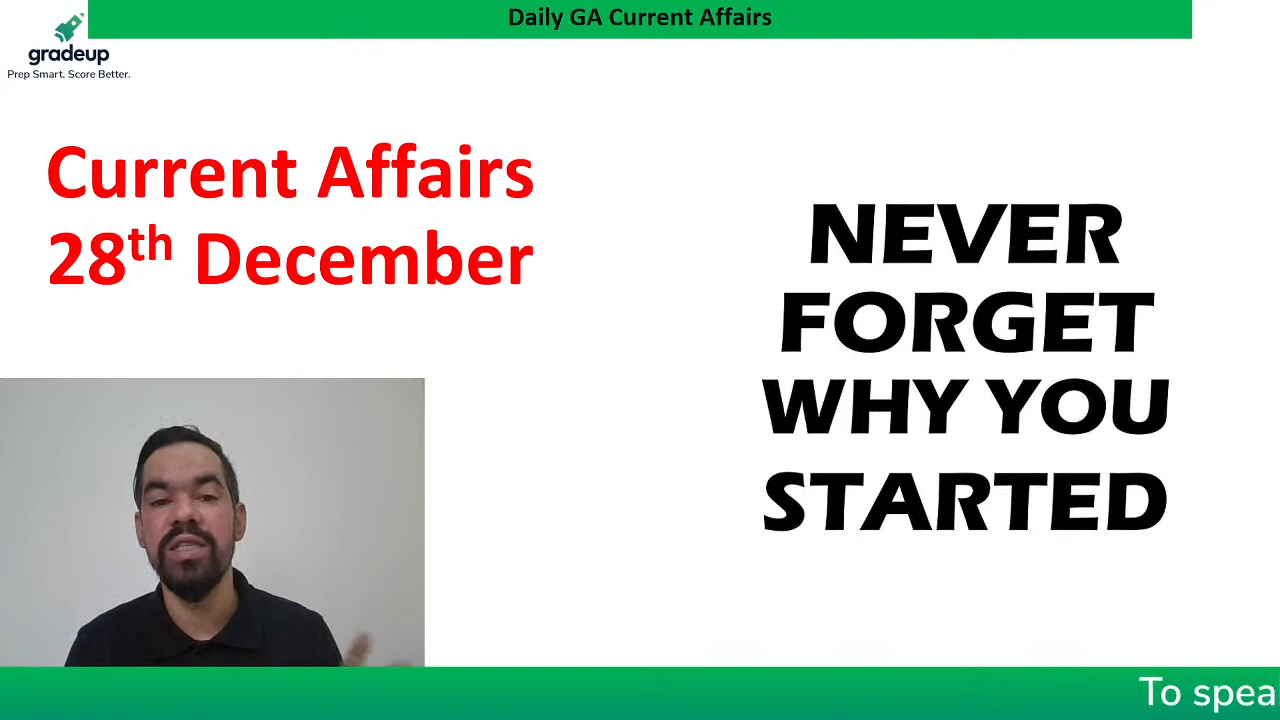 Daily GA Current Affairs
gradeup
Prep Smart. Score Better.
Current Affairs
28th December
NEVER
FORGET
WHY YOU
STARTED
To